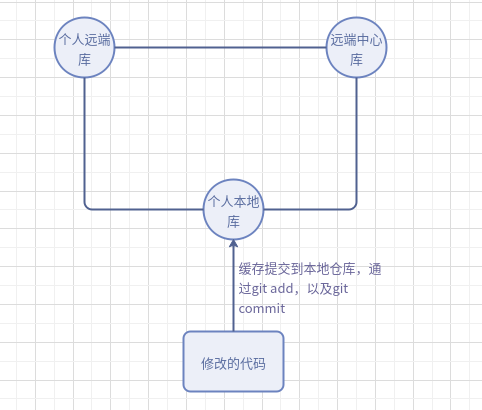 个人远端
库
远端中心
库
个人本地
库
缓存提交到本地仓库，通
过git add，以及git
commit
修改的代码